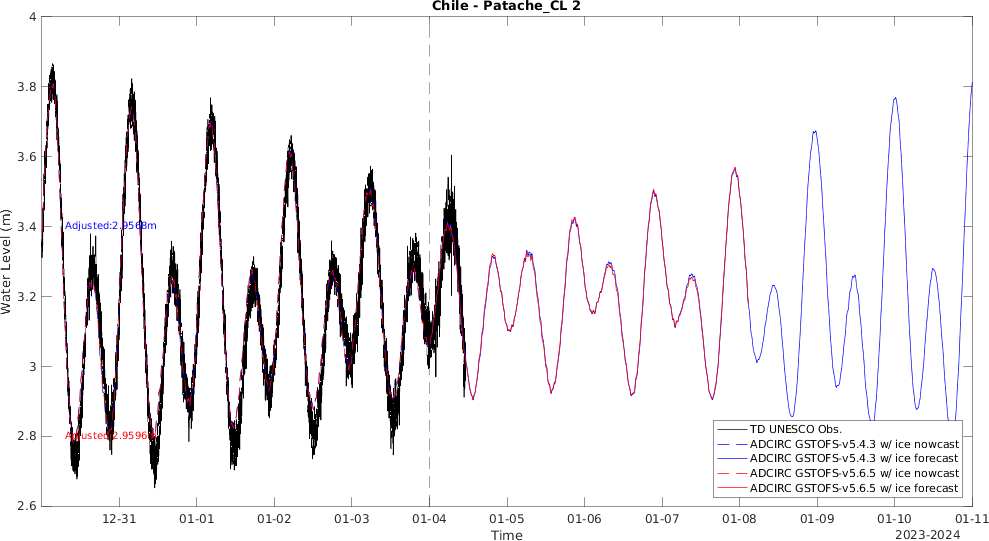 Chile - Patache_CL 2
4
3.8
3.6
3.4
3.2
3
2.8
2.6
Water Level (m)
Adjusted:2.9568m
Adjusted:2.9596m
TD UNESCO Obs.
ADCIRC GSTOFS-v5.4.3 w/ ice nowcast
ADCIRC GSTOFS-v5.4.3 w/ ice forecast
ADCIRC GSTOFS-v5.6.5 w/ ice nowcast
ADCIRC GSTOFS-v5.6.5 w/ ice forecast
12-31 01-01 01-02 01-03 01-04 01-05 01-06 01-07 01-08 01-09 01-10 01-11
Time
2023-2024